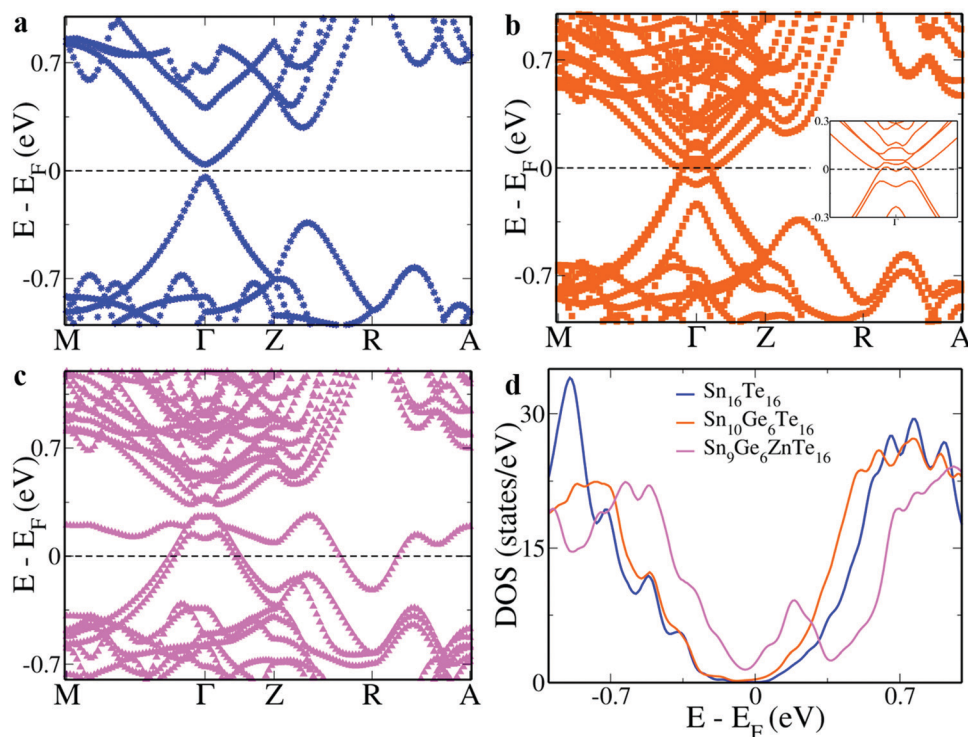 a
0.7
0
-0.7
E - E_F (eV)
M Γ Z R A
b
0.7
0
-0.7
E - E_F (eV)
0.3
0
-0.3
Γ
M Γ Z R A
c
0.7
0
-0.7
E - E_F (eV)
M Γ Z R A
d
Sn₁₆Te₁₆
Sn₁₀Ge₆Te₁₆
Sn₉Ge₆ZnTe₁₆
30
15
0
DOS (states/eV)
-0.7 0 0.7
E - E_F (eV)